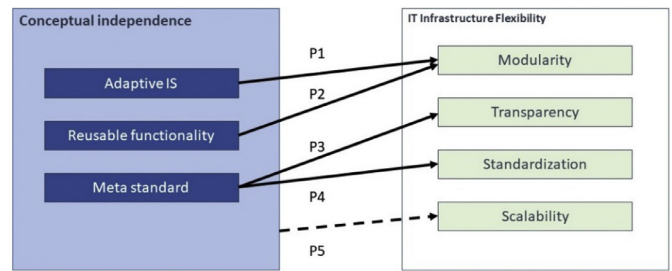 Conceptual independence
Adaptive IS
Reusable functionality
Meta standard
P1
P2
P3
P4
P5
IT Infrastructure Flexibility
Modularity
Transparency
Standardization
Scalability